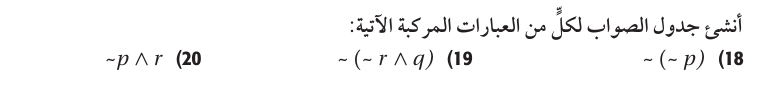 أنشئ جدول الصواب لكلٍّ من العبارات المركبة الآتية:
18) ~ (~ p) 19) ~ (~ r ∧ q) 20) ~p ∧ r